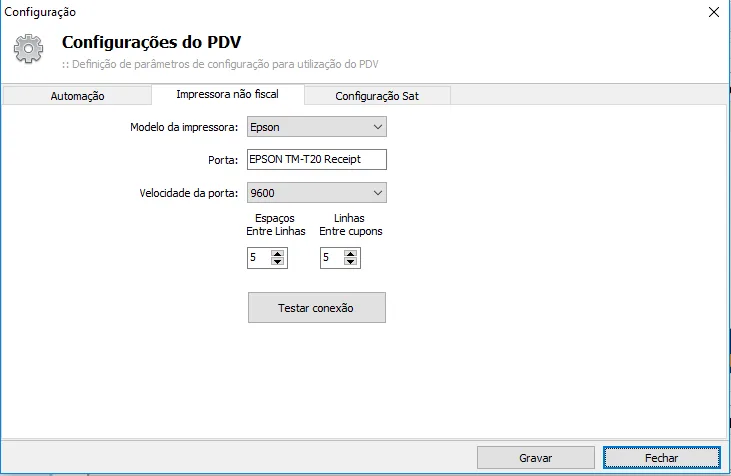 Configuração
Configurações do PDV
:: Definição de parâmetros de configuração para utilização do PDV
Automação
Impressora não fiscal
Configuração Sat
Modelo da impressora:
Epson
Porta:
EPSON TM-T20 Receipt
Velocidade da porta:
9600
Espaços
Entre Linhas
Linhas
Entre cupons
5
5
Testar conexão
Gravar
Fechar